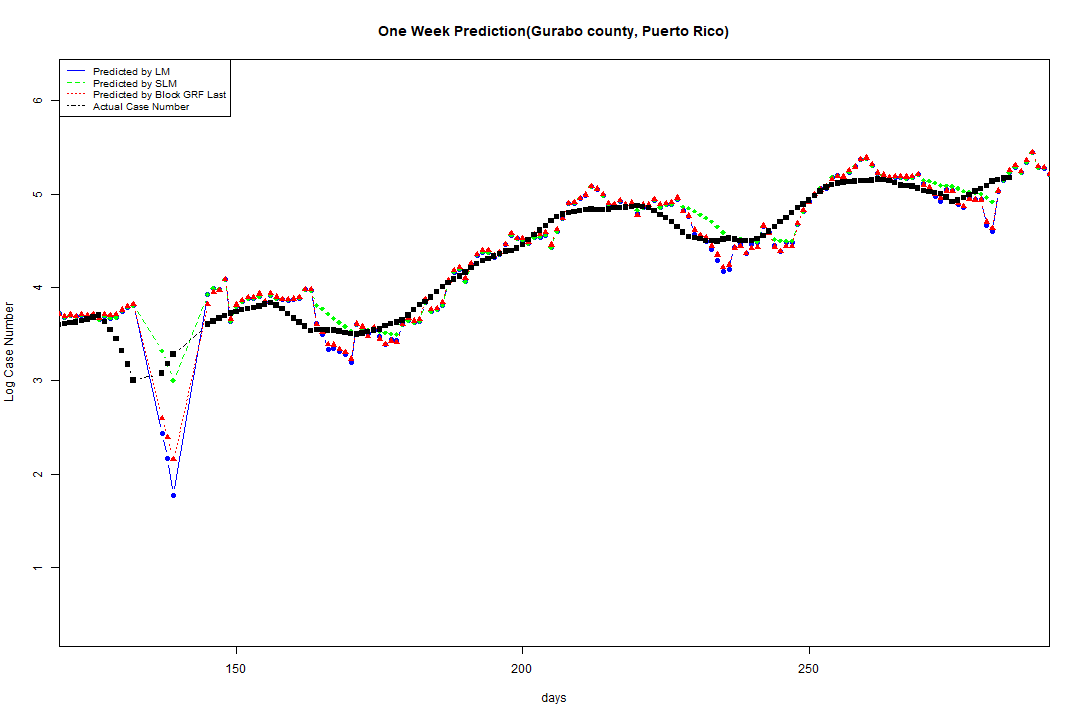 One Week Prediction(Gurabo county, Puerto Rico)
Predicted by LM
Predicted by SLM
Predicted by Block GRF Last
Actual Case Number
6
5
4
3
2
1
Log Case Number
150 200 250
days